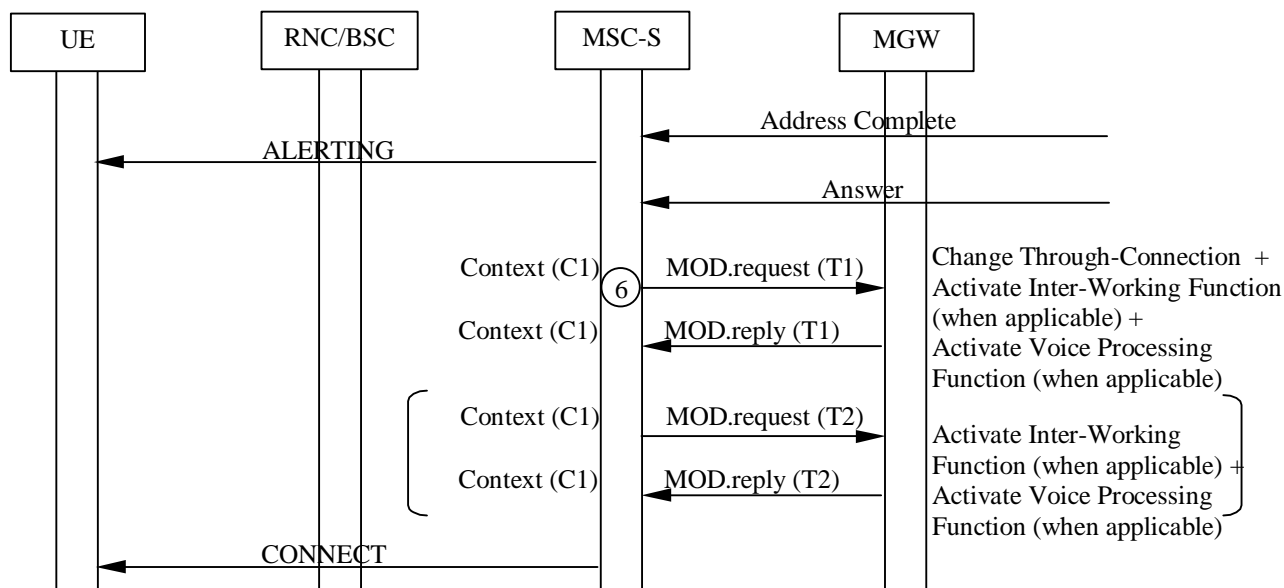 UE
RNC/BSC
MSC-S
MGW
Address Complete
ALERTING
Answer
Context (C1)
6
MOD.request (T1)
Change Through-Connection +
Activate Inter-Working Function
(when applicable) +
Activate Voice Processing
Function (when applicable)
Context (C1)
MOD.reply (T1)
Context (C1)
MOD.request (T2)
Activate Inter-Working
Function (when applicable) +
Activate Voice Processing
Function (when applicable)
Context (C1)
MOD.reply (T2)
CONNECT